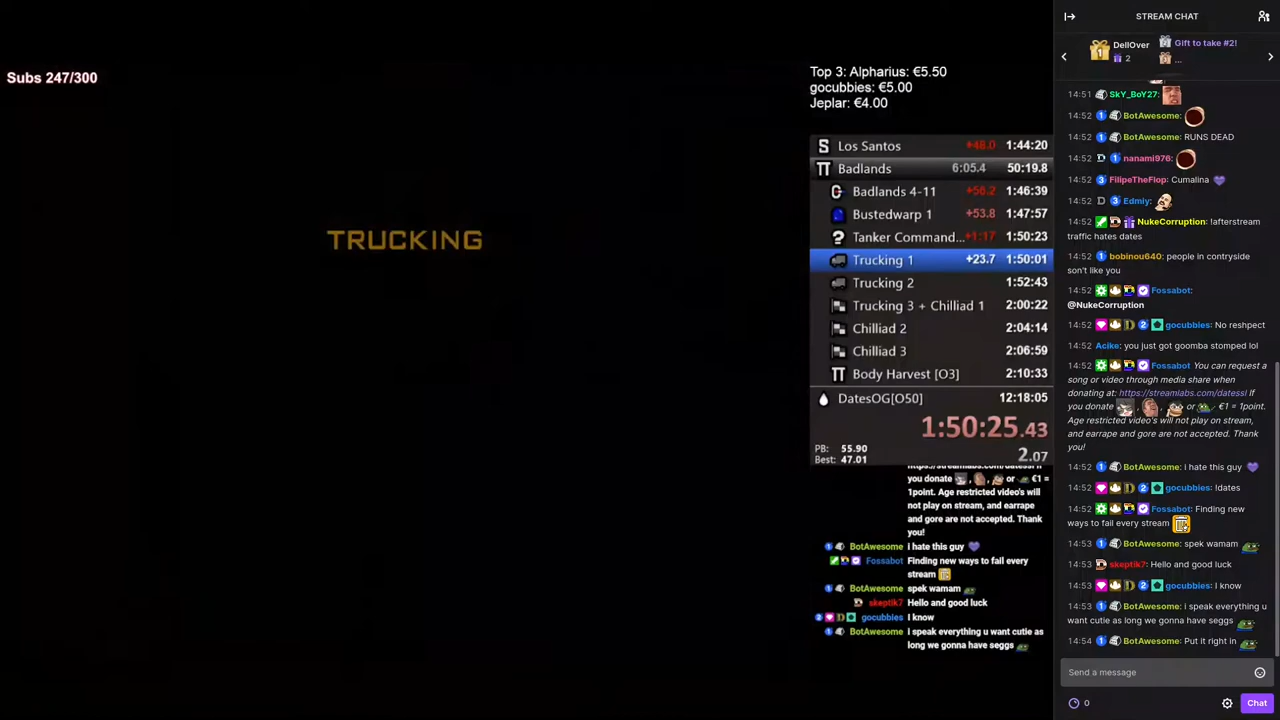 Subs 247/300
TRUCKING
Top 3: Alpharius: €5.50
gocubbies: €5.00
Jeplar: €4.00
Los Santos +48.0 1:44:20
Badlands 6:05.4 50:19.8
Badlands 4-11 +56.2 1:46:39
Bustedwarp 1 +53.8 1:47:57
Tanker Command... +1:17 1:50:23
Trucking 1 +23.7 1:50:01
Trucking 2 1:52:43
Trucking 3 + Chilliad 1 2:00:22
Chilliad 2 2:04:14
Chilliad 3 2:06:59
Body Harvest [O3] 2:10:33
DatesOG[O50] 12:18:05
1:50:25.43
PB: 55.90
Best: 47.01
2.07
https://streamlabs.com/datessl If
you donate , , or €1 =
1point. Age restricted video's will
not play on stream, and earrape
and gore are not accepted. Thank
you!
BotAwesome i hate this guy
Fossabot Finding new ways to fail every
stream
BotAwesome spek wamam
skeptik7 Hello and good luck
gocubbies I know
BotAwesome i speak everything u want cutie as
long we gonna have seggs
STREAM CHAT
1 DellOver
2
Gift to take #2!
...
14:51 SkY_BoY27:
14:52 BotAwesome:
14:52 BotAwesome: RUNS DEAD
14:52 nanami976:
14:52 FilipeTheFlop: Cumalina
14:52 Edmiy:
14:52 NukeCorruption: !afterstream
traffic hates dates
14:52 bobinou640: people in contryside
son't like you
14:52 Fossabot:
@NukeCorruption:
14:52 gocubbies: No reshpect
14:52 Acike: you just got goomba stomped lol
14:52 Fossabot You can request a
song or video through media share when
donating at: https://streamlabs.com/datessl If
you donate , , or , €1 = 1point.
Age restricted video's will not play on stream,
and earrape and gore are not accepted. Thank
you!
14:52 BotAwesome: i hate this guy
14:52 gocubbies: !dates
14:52 Fossabot: Finding new
ways to fail every stream
14:53 BotAwesome: spek wamam
14:53 skeptik7: Hello and good luck
14:53 gocubbies: I know
14:53 BotAwesome: i speak everything u
want cutie as long we gonna have seggs
14:54 BotAwesome: Put it right in
Send a message
0
Chat